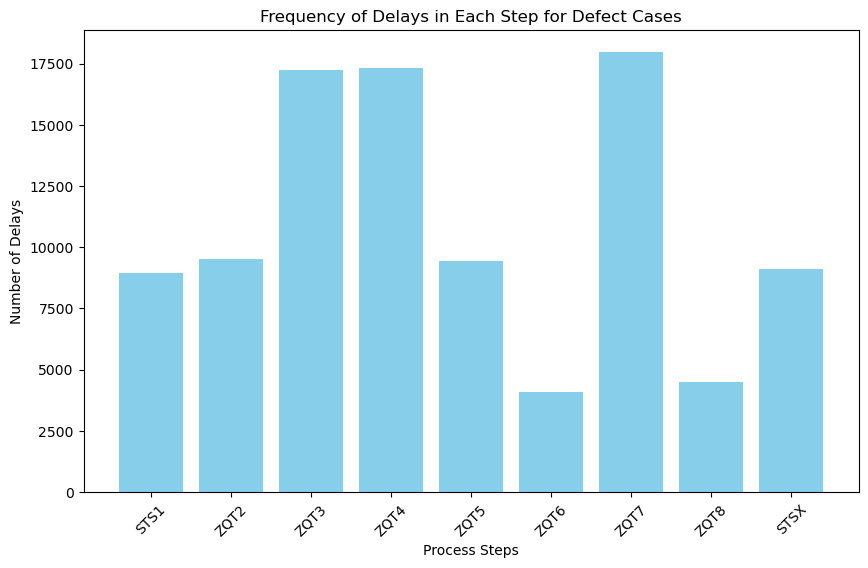 Frequency of Delays in Each Step for Defect Cases
17500
15000
12500
10000
7500
5000
2500
0
Number of Delays
STS1 ZQT2 ZQT3 ZQT4 ZQT5 ZQT6 ZQT7 ZQT8 STSX
Process Steps